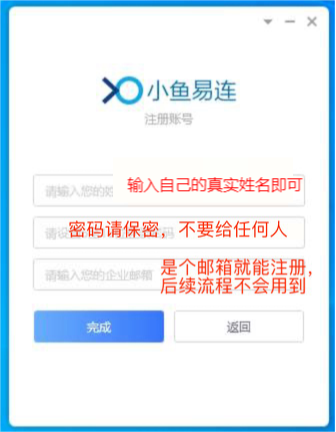 小鱼易连
注册账号
请输入您的姓
输入自己的真实姓名即可
请设
密码请保密，不要给任何人
码
请输入您的企业邮箱
是个邮箱就能注册，
后续流程不会用到
完成
返回